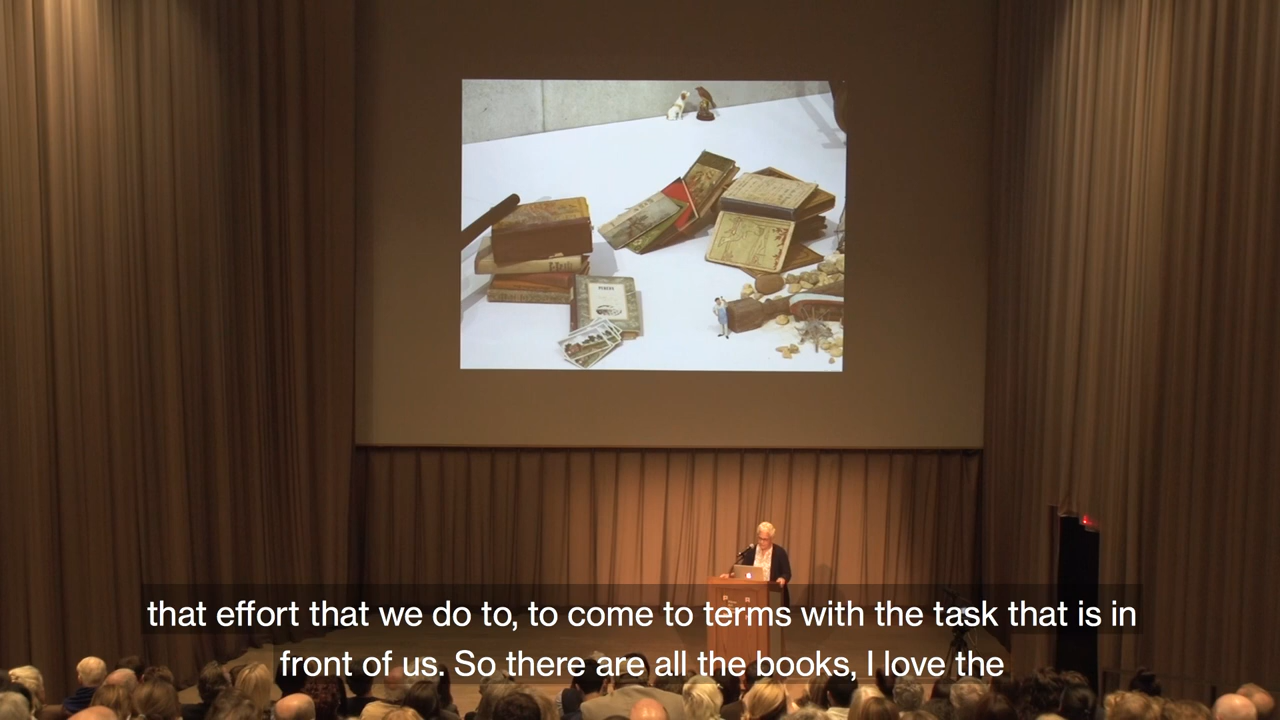 that effort that we do to, to come to terms with the task that is in
front of us. So there are all the books, I love the